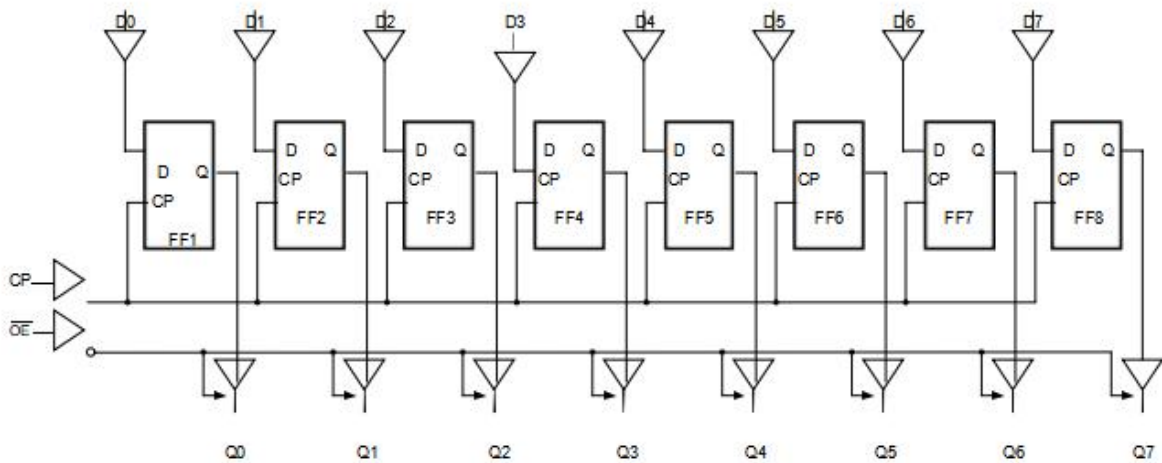 D0 D1 D2 D3 D4 D5 D6 D7
D Q D Q D Q D Q D Q D Q D Q D Q
CP CP CP CP CP CP CP CP
FF1 FF2 FF3 FF4 FF5 FF6 FF7 FF8
CP
OE
Q0 Q1 Q2 Q3 Q4 Q5 Q6 Q7